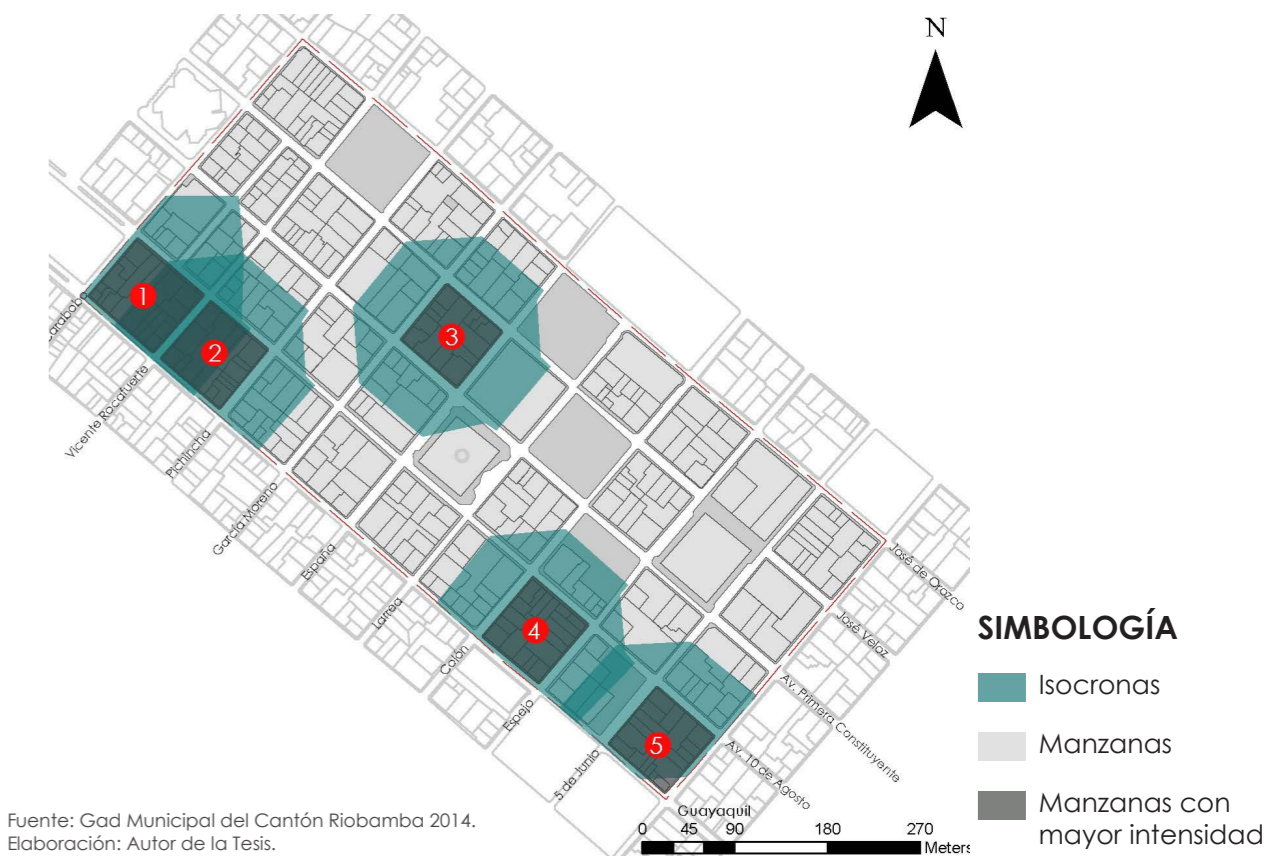 N
1
2
3
4
5
Carabobo
Vicente Rocafuerte
Pichincha
García Moreno
España
Larrea
Colón
Espejo
5 de Junio
Guayaquil
Av. 10 de Agosto
Av. Primera Constituyente
José Veloz
José de Orozco
0 45 90 180 270
Meters
SIMBOLOGÍA
Isocronas
Manzanas
Manzanas con
mayor intensidad
Fuente: Gad Municipal del Cantón Riobamba 2014.
Elaboración: Autor de la Tesis.